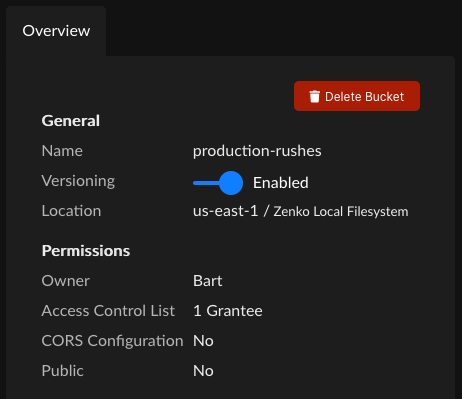 Overview
Delete Bucket
General
Name production-rushes
Versioning Enabled
Location us-east-1 / Zenko Local Filesystem
Permissions
Owner Bart
Access Control List 1 Grantee
CORS Configuration No
Public No